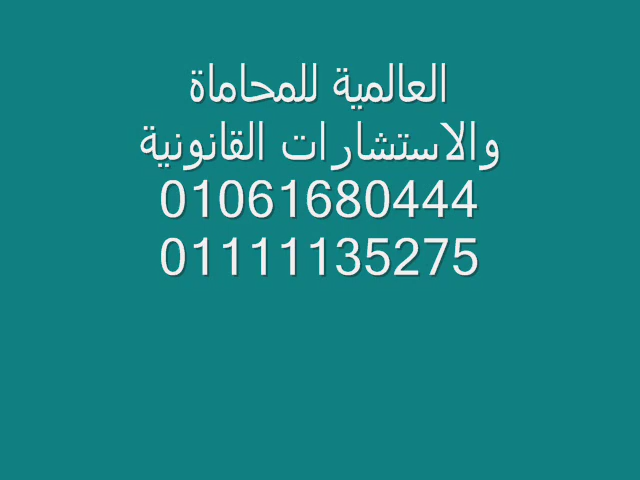 العالمية للمحاماة
والاستشارات القانونية
01061680444
01111135275